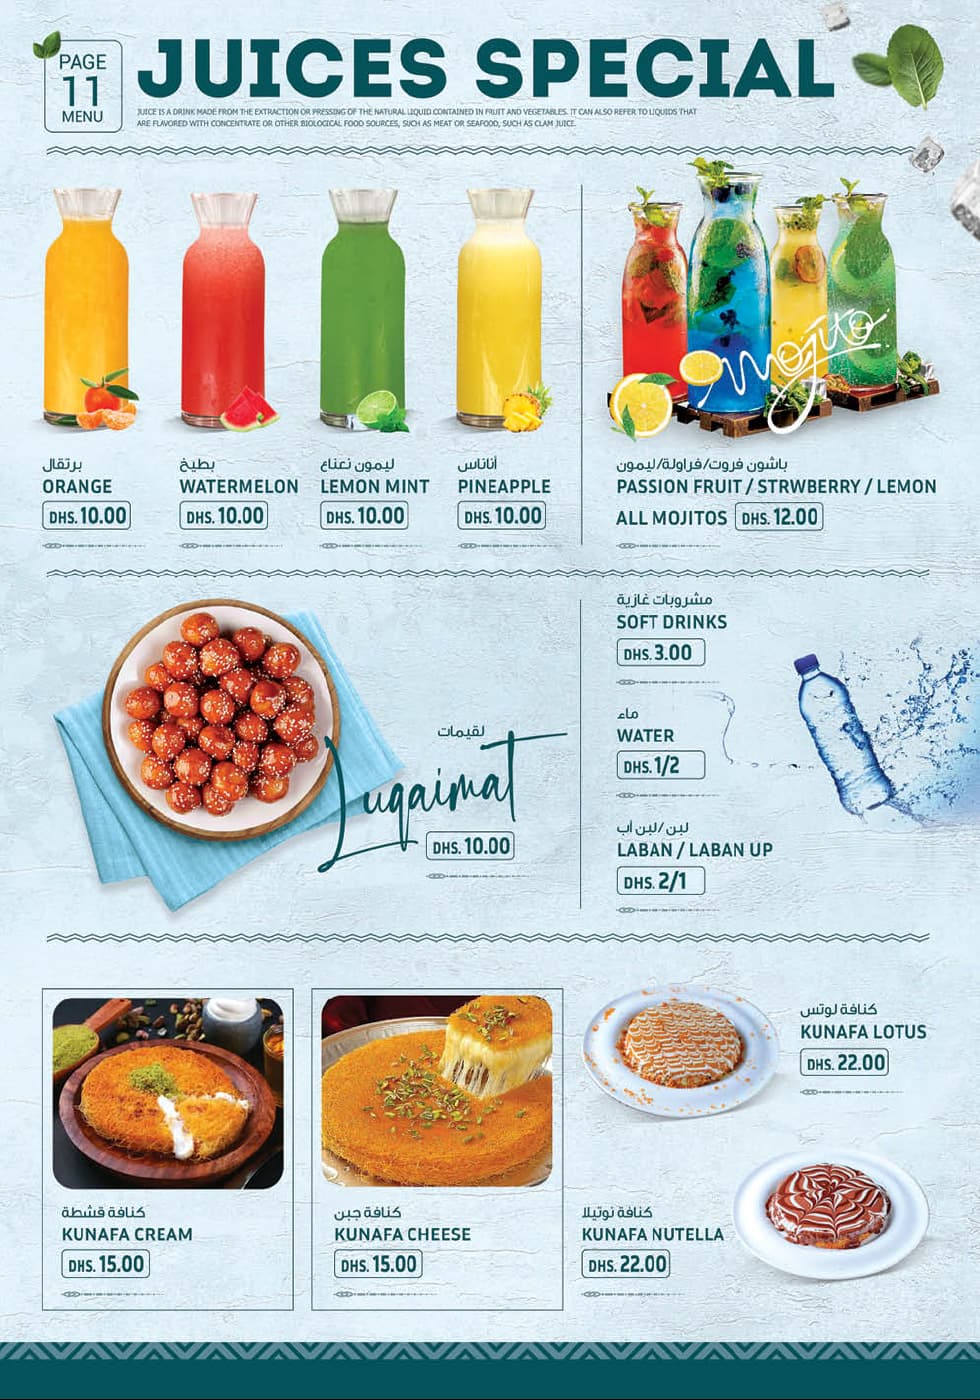 PAGE
11
MENU
JUICES SPECIAL
JUICE IS A DRINK MADE FROM THE EXTRACTION OR PRESSING OF THE NATURAL LIQUID CONTAINED IN FRUIT AND VEGETABLES. IT CAN ALSO REFER TO LIQUIDS THAT
ARE FLAVORED WITH CONCENTRATE OR OTHER BIOLOGICAL FOOD SOURCES, SUCH AS MEAT OR SEAFOOD, SUCH AS CLAM JUICE.
برتقال
ORANGE
DHS. 10.00
بطيخ
WATERMELON
DHS. 10.00
ليمون نعناع
LEMON MINT
DHS. 10.00
أناناس
PINEAPPLE
DHS. 10.00
Mojito
باشون فروت/فراولة/ليمون
PASSION FRUIT / STRWBERRY / LEMON
ALL MOJITOS DHS. 12.00
لقيمات
Luqaimat
DHS. 10.00
مشروبات غازية
SOFT DRINKS
DHS. 3.00
ماء
WATER
DHS. 1/2
لبن /لبن أب
LABAN / LABAN UP
DHS. 2/1
كنافة قشطة
KUNAFA CREAM
DHS. 15.00
كنافة جبن
KUNAFA CHEESE
DHS. 15.00
كنافة لوتس
KUNAFA LOTUS
DHS. 22.00
كنافة نوتيلا
KUNAFA NUTELLA
DHS. 22.00